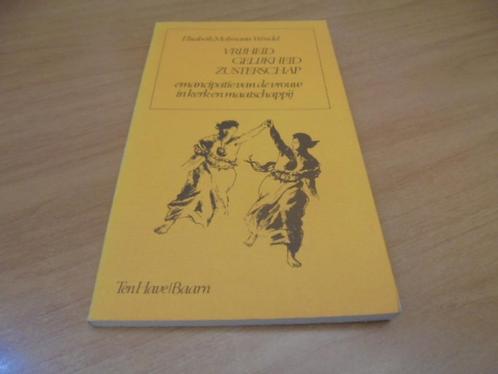 Elisabeth Moltmann-Wendel
VRIJHEID
GELIJKHEID
ZUSTERSCHAP
emancipatie van de vrouw
in kerk en maatschappij
Ten Have/Baarn